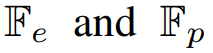 𝔽ₑ and 𝔽ₚ